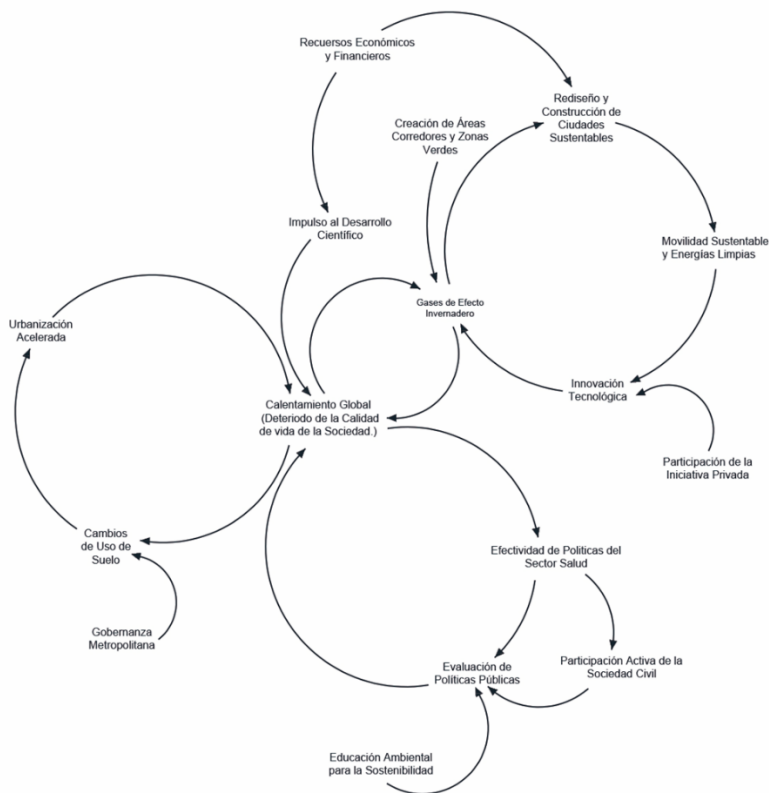 Recuersos Económicos
y Financieros
Rediseño y
Construcción de
Ciudades
Sustentables
Creación de Áreas
Corredores y Zonas
Verdes
Impulso al Desarrollo
Científico
Movilidad Sustentable
y Energías Limpias
Gases de Efecto
Invernadero
Urbanización
Acelerada
Innovación
Tecnológica
Calentamiento Global
(Deteriodo de la Calidad
de vida de la Sociedad.)
Participación de la
Iniciativa Privada
Cambios
de Uso de
Suelo
Efectividad de Politicas del
Sector Salud
Gobernanza
Metropolitana
Evaluación de
Políticas Públicas
Participación Activa de la
Sociedad Civil
Educación Ambiental
para la Sostenibilidad